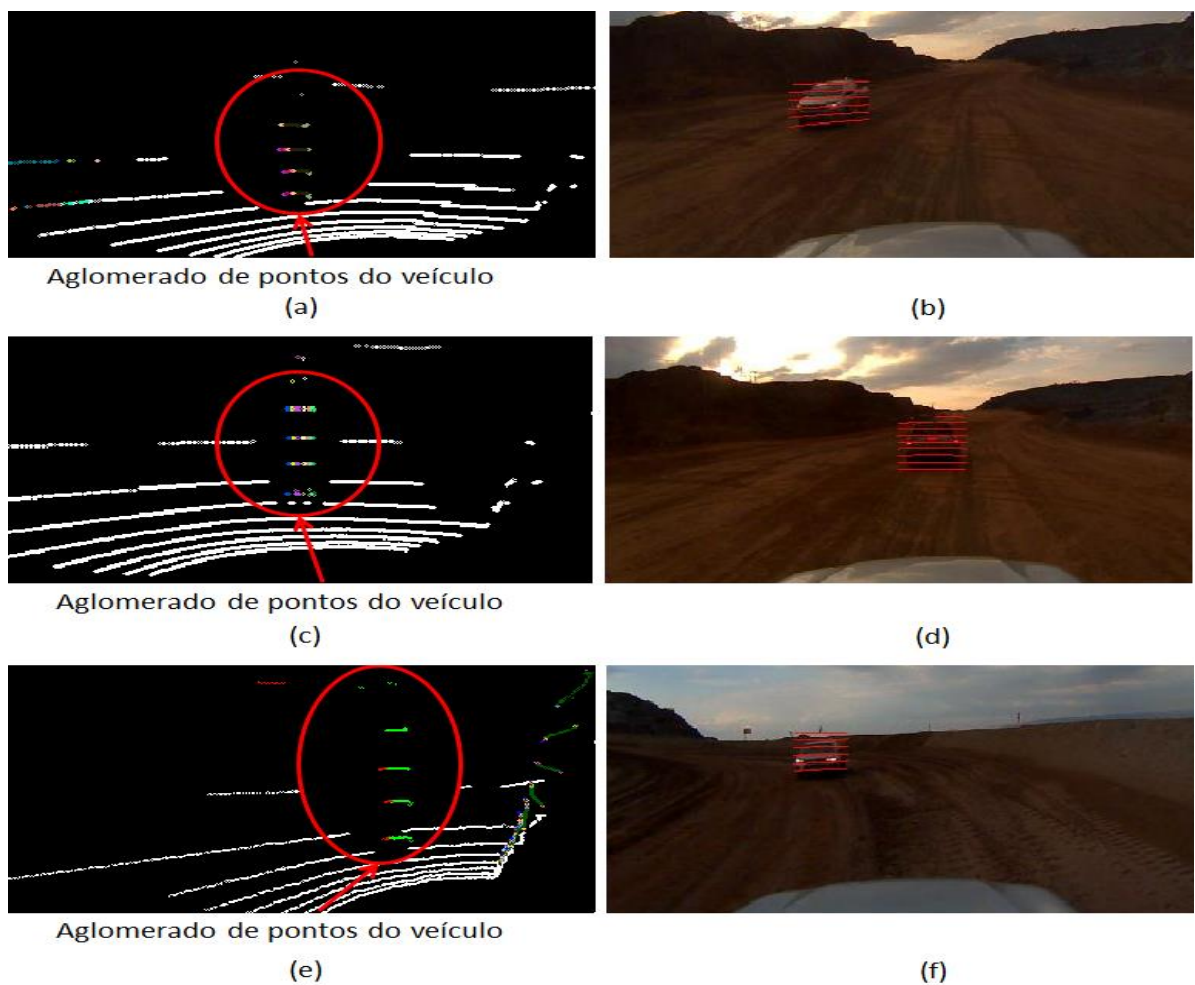 Aglomerado de pontos do veículo
(a)
(b)
Aglomerado de pontos do veículo
(c)
(d)
Aglomerado de pontos do veículo
(e)
(f)